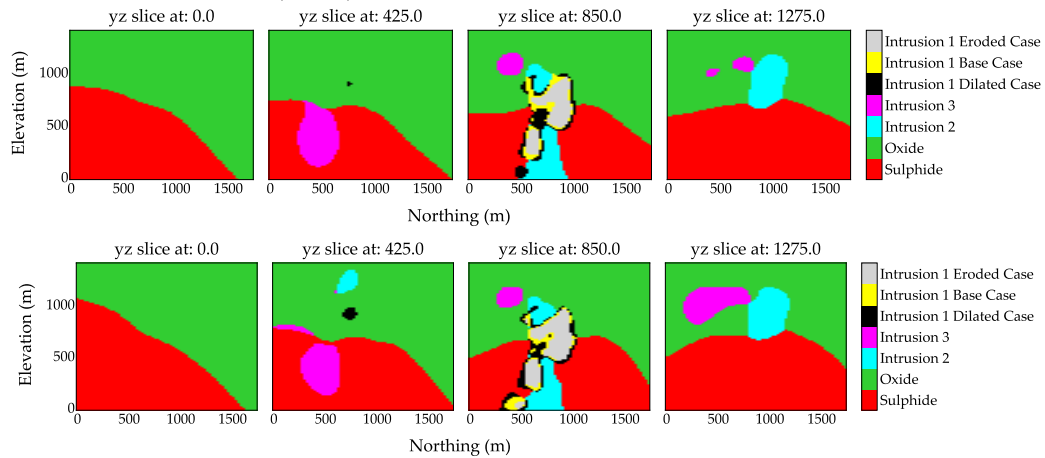 yz slice at: 0.0
yz slice at: 425.0
yz slice at: 850.0
yz slice at: 1275.0
Elevation (m)
1000
500
0
0
500
1000
1500
0
500
1000
1500
0
500
1000
1500
0
500
1000
1500
Northing (m)
Intrusion 1 Eroded Case
Intrusion 1 Base Case
Intrusion 1 Dilated Case
Intrusion 3
Intrusion 2
Oxide
Sulphide
yz slice at: 0.0
yz slice at: 425.0
yz slice at: 850.0
yz slice at: 1275.0
Elevation (m)
1000
500
0
0
500
1000
1500
0
500
1000
1500
0
500
1000
1500
0
500
1000
1500
Northing (m)
Intrusion 1 Eroded Case
Intrusion 1 Base Case
Intrusion 1 Dilated Case
Intrusion 3
Intrusion 2
Oxide
Sulphide